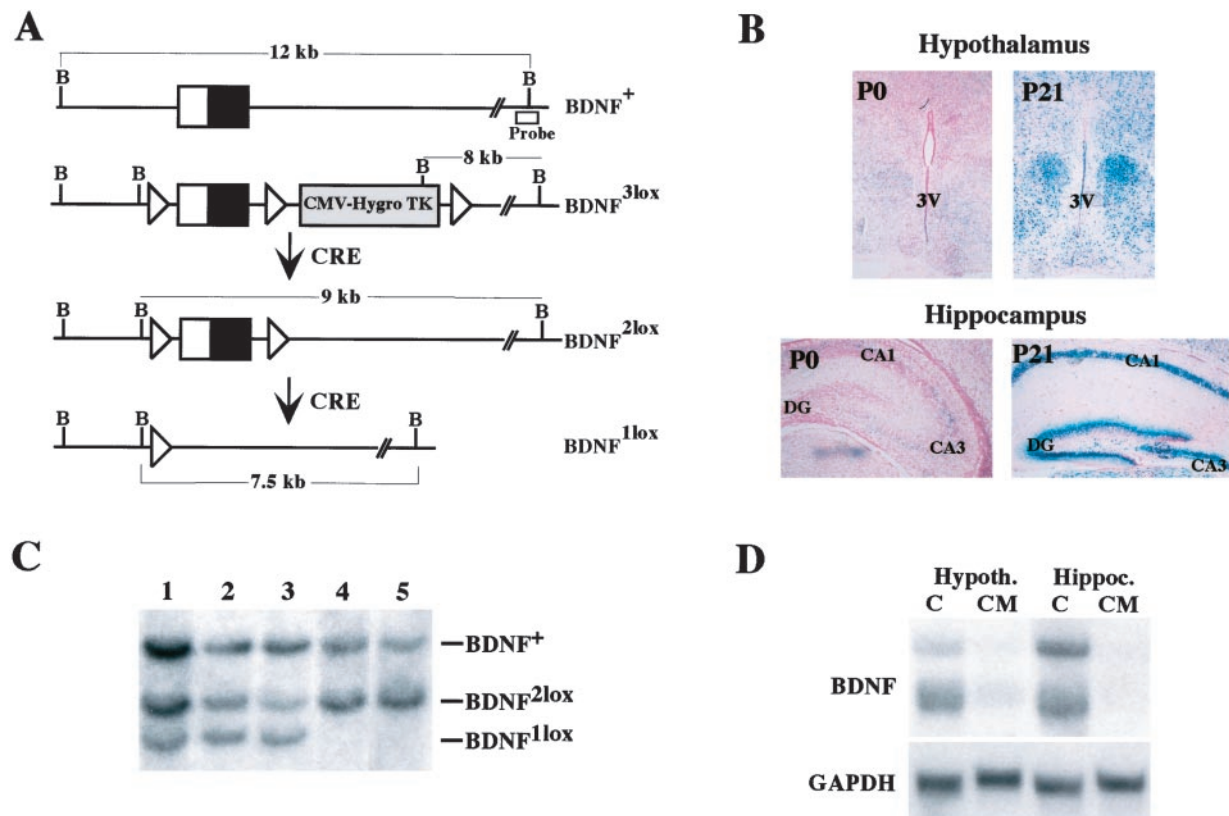 A
12 kb
B B
BDNF+
Probe
8 kb
B B B B
CMV-Hygro TK
BDNF3lox
CRE
9 kb
B B B
BDNF2lox
CRE
B B B
BDNF1lox
7.5 kb
B
Hypothalamus
P0 P21
3V 3V
Hippocampus
P0 CA1 P21 CA1
DG DG
CA3 CA3
C
1 2 3 4 5
BDNF+
BDNF2lox
BDNF1lox
D
Hypoth. Hippoc.
C CM C CM
BDNF
GAPDH